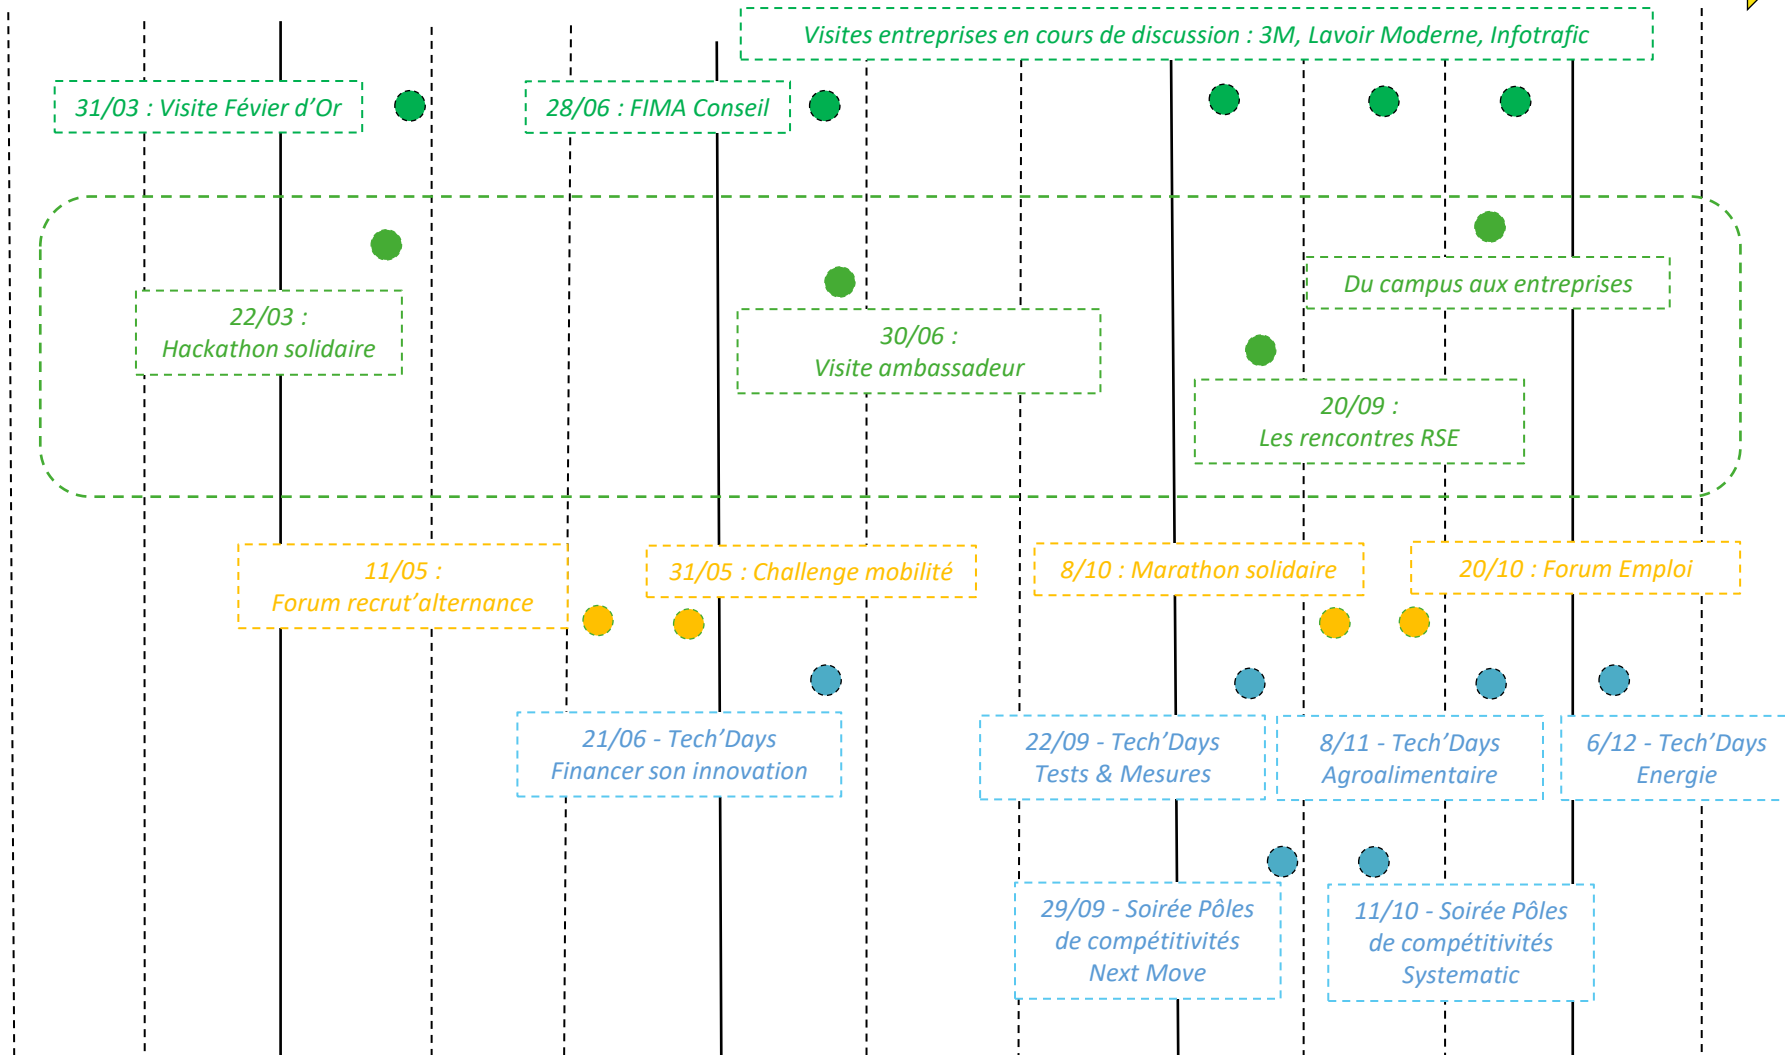 Visites entreprises en cours de discussion : 3M, Lavoir Moderne, Infotrafic
31/03 : Visite Févier d’Or
28/06 : FIMA Conseil
Du campus aux entreprises
22/03 :
Hackathon solidaire
30/06 :
Visite ambassadeur
20/09 :
Les rencontres RSE
11/05 :
Forum recrut’alternance
31/05 : Challenge mobilité
8/10 : Marathon solidaire
20/10 : Forum Emploi
21/06 - Tech’Days
Financer son innovation
22/09 - Tech’Days
Tests & Mesures
8/11 - Tech’Days
Agroalimentaire
6/12 - Tech’Days
Energie
29/09 - Soirée Pôles
de compétitivités
Next Move
11/10 - Soirée Pôles
de compétitivités
Systematic